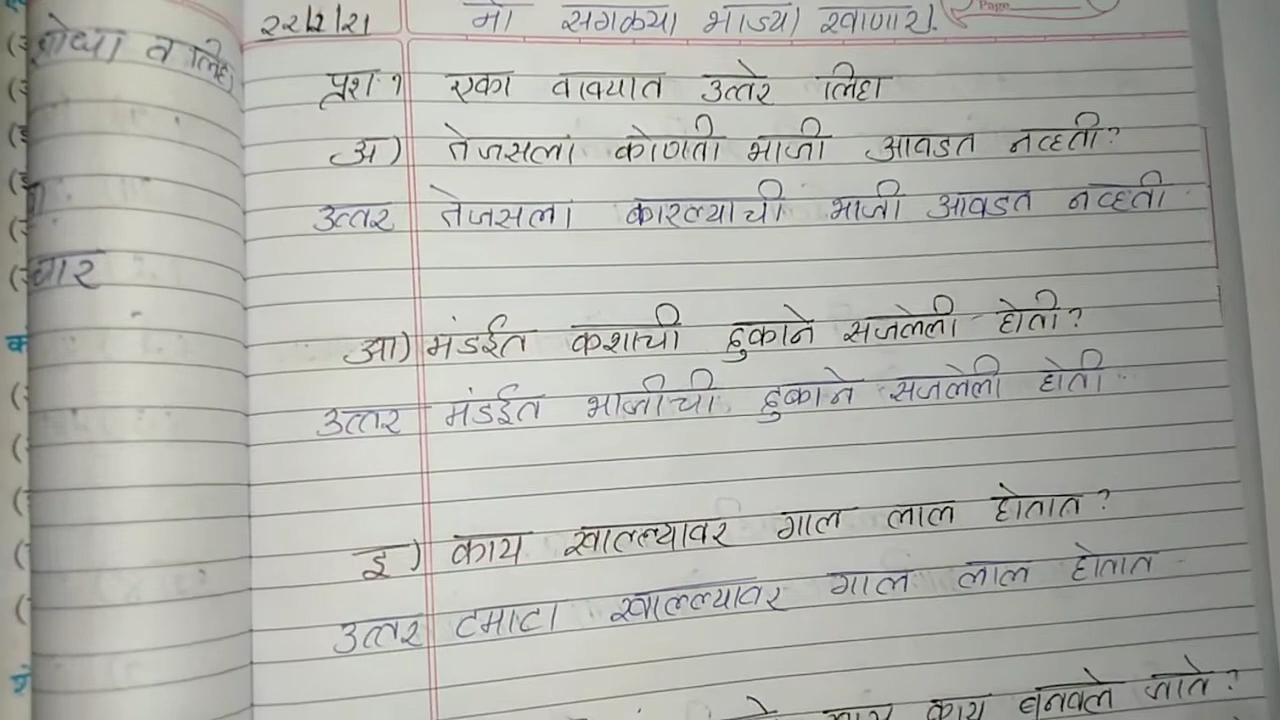 शोध्या व लिहा
चार
Page
२२/२/२१ मी सगळ्या भाज्या खाणार.
प्रश १ एका वाक्यात उत्तरे लिहा
अ) तेजसला कोणती भाजी आवडत नव्हती?
उत्तर तेजसला कारल्याची भाजी आवडत नव्हती
आ) मंडईत कशाची दुकाने सजलेली होती?
उत्तर मंडईत भाजीची दुकाने सजलेली होती.
इ) काय खाल्ल्यावर गाल लाल होतात?
उत्तर टमाटा खाल्ल्यावर गाल लाल होतात
काय बनवले जाते?